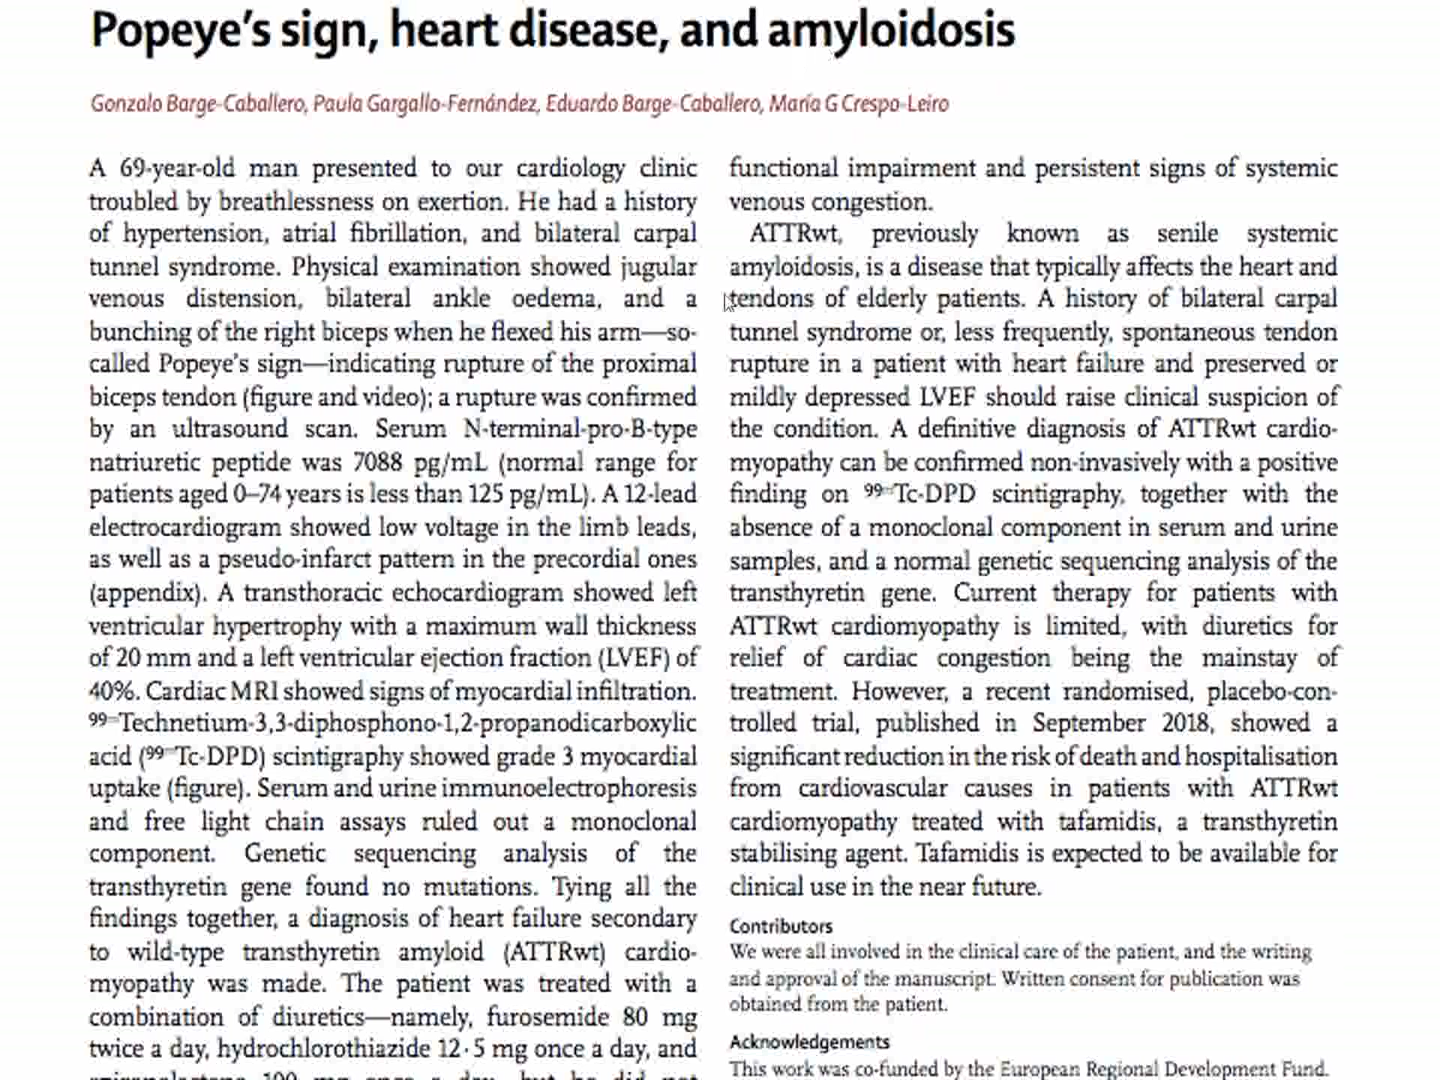 Popeye's sign, heart disease, and amyloidosis
Gonzalo Barge-Caballero, Paula Gargallo-Fernández, Eduardo Barge-Caballero, María G Crespo-Leiro
A 69-year-old man presented to our cardiology clinic
troubled by breathlessness on exertion. He had a history
of hypertension, atrial fibrillation, and bilateral carpal
tunnel syndrome. Physical examination showed jugular
venous distension, bilateral ankle oedema, and a
bunching of the right biceps when he flexed his arm—so-
called Popeye's sign—indicating rupture of the proximal
biceps tendon (figure and video); a rupture was confirmed
by an ultrasound scan. Serum N-terminal-pro-B-type
natriuretic peptide was 7088 pg/mL (normal range for
patients aged 0–74 years is less than 125 pg/mL). A 12-lead
electrocardiogram showed low voltage in the limb leads,
as well as a pseudo-infarct pattern in the precordial ones
(appendix). A transthoracic echocardiogram showed left
ventricular hypertrophy with a maximum wall thickness
of 20 mm and a left ventricular ejection fraction (LVEF) of
40%. Cardiac MRI showed signs of myocardial infiltration.
⁹⁹ᵐTechnetium-3,3-diphosphono-1,2-propanodicarboxylic
acid (⁹⁹ᵐTc-DPD) scintigraphy showed grade 3 myocardial
uptake (figure). Serum and urine immunoelectrophoresis
and free light chain assays ruled out a monoclonal
component. Genetic sequencing analysis of the
transthyretin gene found no mutations. Tying all the
findings together, a diagnosis of heart failure secondary
to wild-type transthyretin amyloid (ATTRwt) cardio-
myopathy was made. The patient was treated with a
combination of diuretics—namely, furosemide 80 mg
twice a day, hydrochlorothiazide 12·5 mg once a day, and
spironolactone 100 mg once a day, but he did not
functional impairment and persistent signs of systemic
venous congestion.
ATTRwt, previously known as senile systemic
amyloidosis, is a disease that typically affects the heart and
tendons of elderly patients. A history of bilateral carpal
tunnel syndrome or, less frequently, spontaneous tendon
rupture in a patient with heart failure and preserved or
mildly depressed LVEF should raise clinical suspicion of
the condition. A definitive diagnosis of ATTRwt cardio-
myopathy can be confirmed non-invasively with a positive
finding on ⁹⁹ᵐTc-DPD scintigraphy, together with the
absence of a monoclonal component in serum and urine
samples, and a normal genetic sequencing analysis of the
transthyretin gene. Current therapy for patients with
ATTRwt cardiomyopathy is limited, with diuretics for
relief of cardiac congestion being the mainstay of
treatment. However, a recent randomised, placebo-con-
trolled trial, published in September 2018, showed a
significant reduction in the risk of death and hospitalisation
from cardiovascular causes in patients with ATTRwt
cardiomyopathy treated with tafamidis, a transthyretin
stabilising agent. Tafamidis is expected to be available for
clinical use in the near future.
Contributors
We were all involved in the clinical care of the patient, and the writing
and approval of the manuscript. Written consent for publication was
obtained from the patient.
Acknowledgements
This work was co-funded by the European Regional Development Fund.